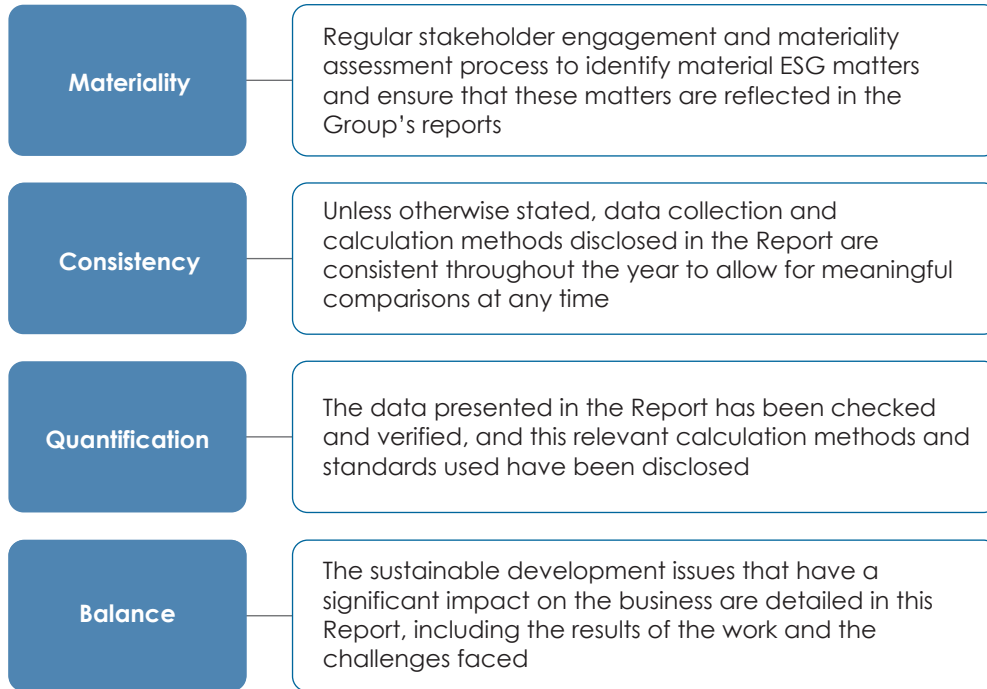 Materiality
Regular stakeholder engagement and materiality
assessment process to identify material ESG matters
and ensure that these matters are reflected in the
Group's reports
Consistency
Unless otherwise stated, data collection and
calculation methods disclosed in the Report are
consistent throughout the year to allow for meaningful
comparisons at any time
Quantification
The data presented in the Report has been checked
and verified, and this relevant calculation methods and
standards used have been disclosed
Balance
The sustainable development issues that have a
significant impact on the business are detailed in this
Report, including the results of the work and the
challenges faced